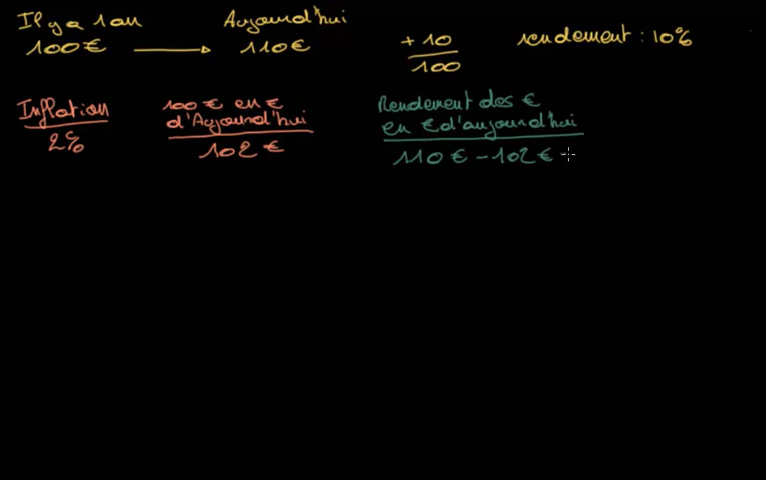 Il y a 1 an
Aujourd'hui
100€
110€
+ 10
100
rendement : 10%
Inflation
2%
100 € en €
d'Aujourd'hui
102 €
Rendement des €
en € d'aujourd'hui
110 € - 102 €